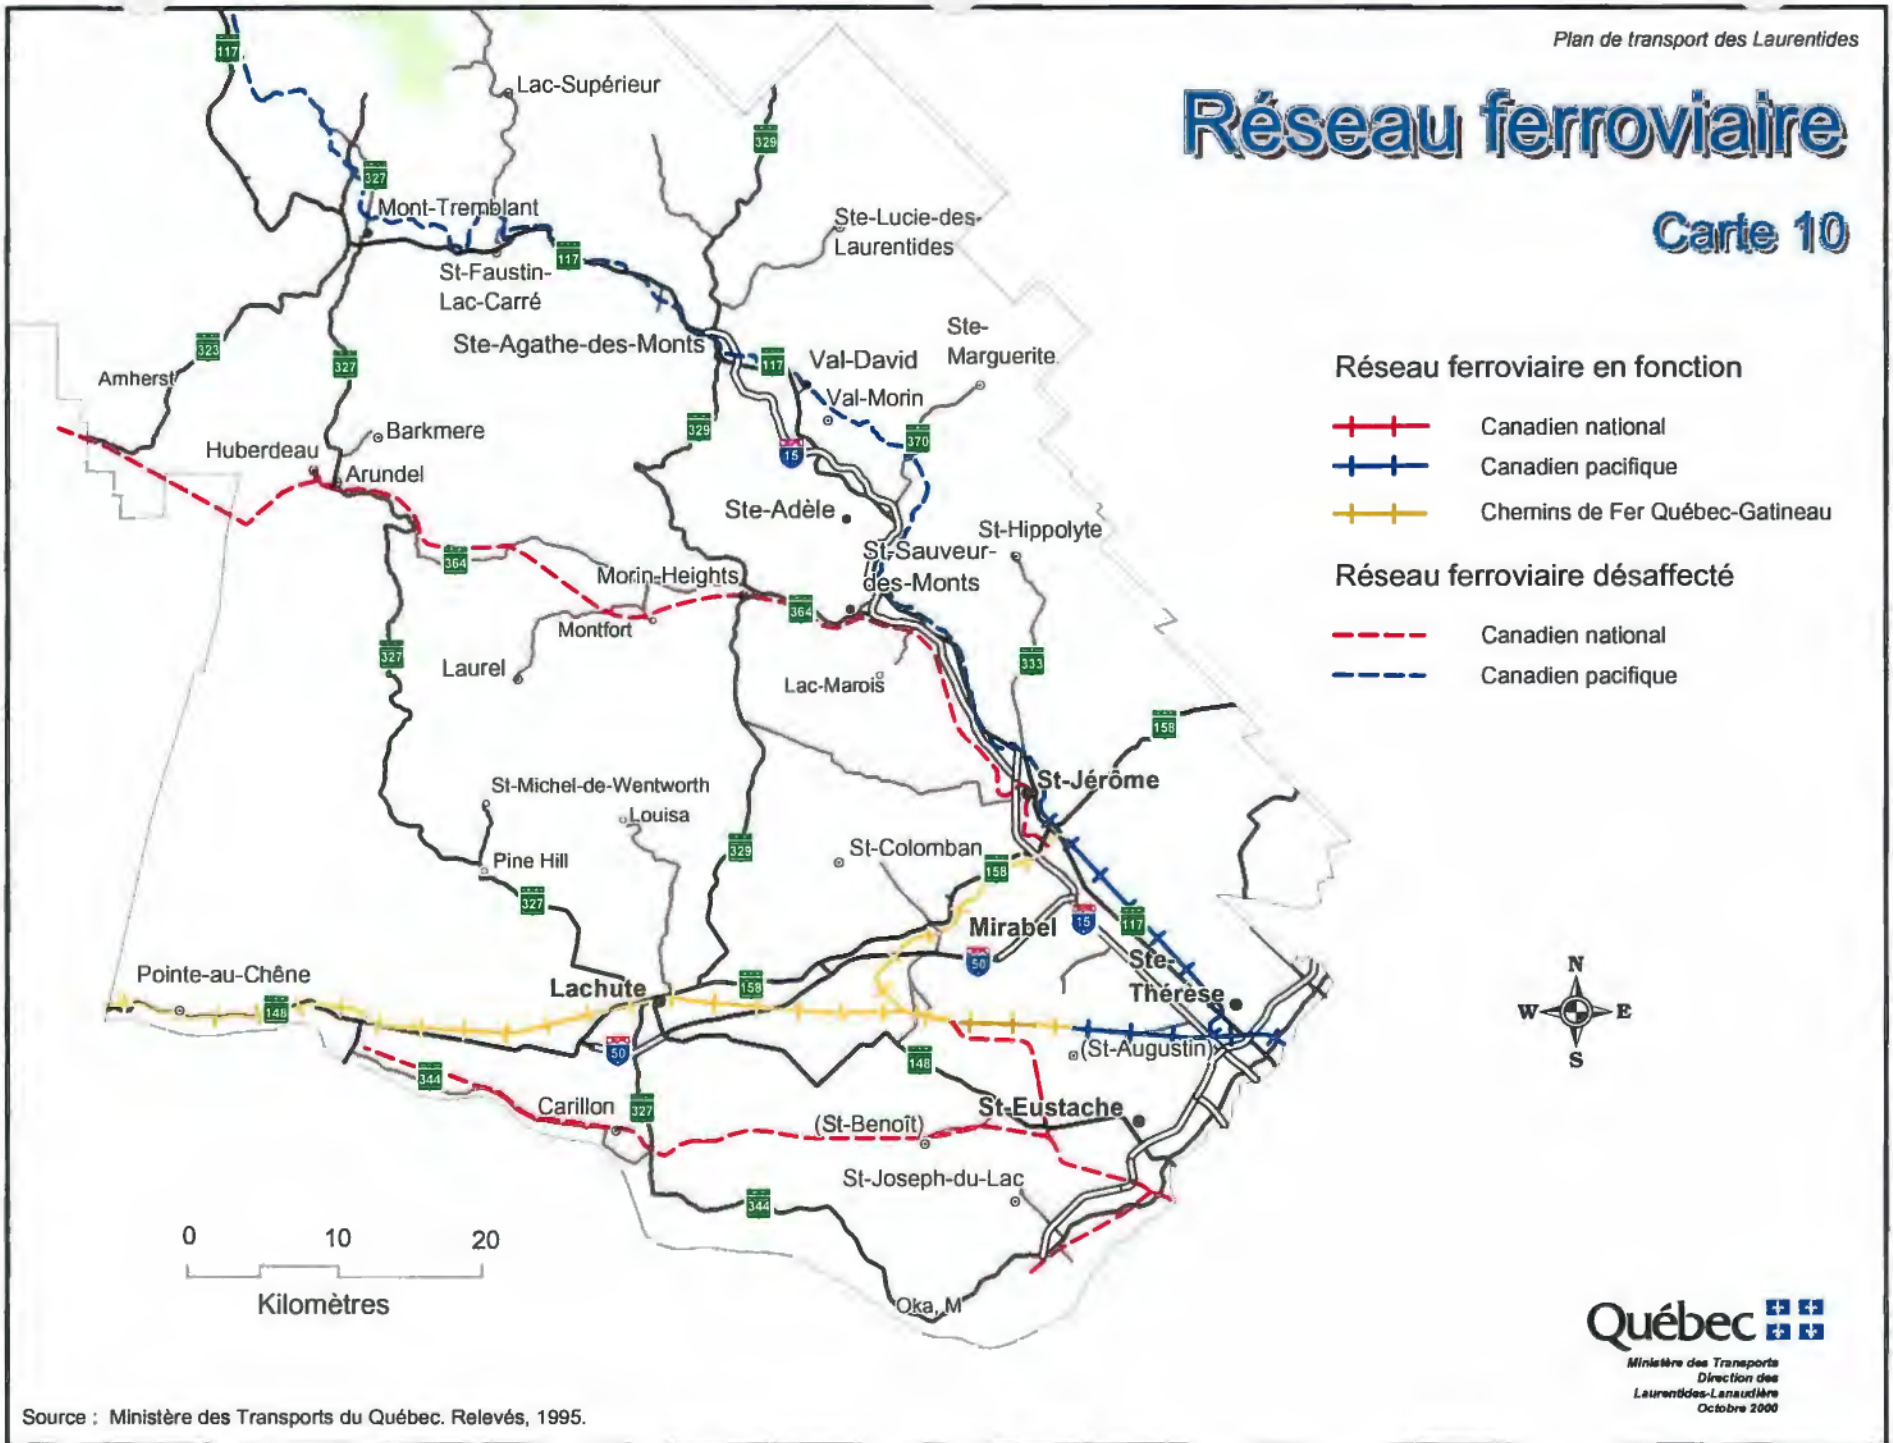 Plan de transport des Laurentides
Réseau ferroviaire
Carte 10
Réseau ferroviaire en fonction
Canadien national
Canadien pacifique
Chemins de Fer Québec-Gatineau
Réseau ferroviaire désaffecté
Canadien national
Canadien pacifique
117
Lac-Supérieur
329
327
Mont-Tremblant
Ste-Lucie-des-
Laurentides
117
St-Faustin-
Lac-Carré
323
Ste-Agathe-des-Monts
Ste-
Marguerite
327
117
Val-David
Amherst
Val-Morin
329
370
Barkmere
Huberdeau
15
Arundel
Ste-Adèle
St-Hippolyte
364
St-Sauveur-
des-Monts
Morin-Heights
364
Montfort
327
333
Laurel
Lac-Marois
158
St-Jérôme
St-Michel-de-Wentworth
Louisa
329
St-Colomban
Pine Hill
158
327
Mirabel
15
117
50
Ste-
Thérèse
Pointe-au-Chêne
Lachute
158
148
50
(St-Augustin)
148
344
Carillon
327
St-Eustache
(St-Benoît)
St-Joseph-du-Lac
344
Oka, M
N
W
E
S
0
10
20
Kilomètres
Québec
Ministère des Transports
Direction des
Laurentides-Lanaudière
Octobre 2000
Source : Ministère des Transports du Québec. Relevés, 1995.